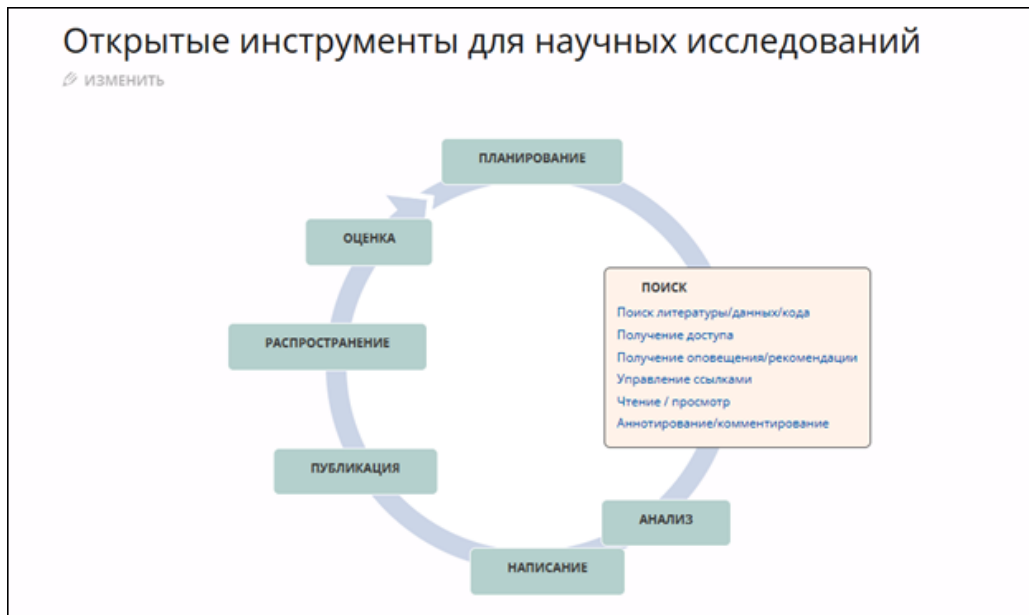 Открытые инструменты для научных исследований
ИЗМЕНИТЬ
ПЛАНИРОВАНИЕ
ОЦЕНКА
ПОИСК
Поиск литературы/данных/кода
Получение доступа
Получение оповещения/рекомендации
Управление ссылками
Чтение / просмотр
Аннотирование/комментирование
РАСПРОСТРАНЕНИЕ
ПУБЛИКАЦИЯ
АНАЛИЗ
НАПИСАНИЕ